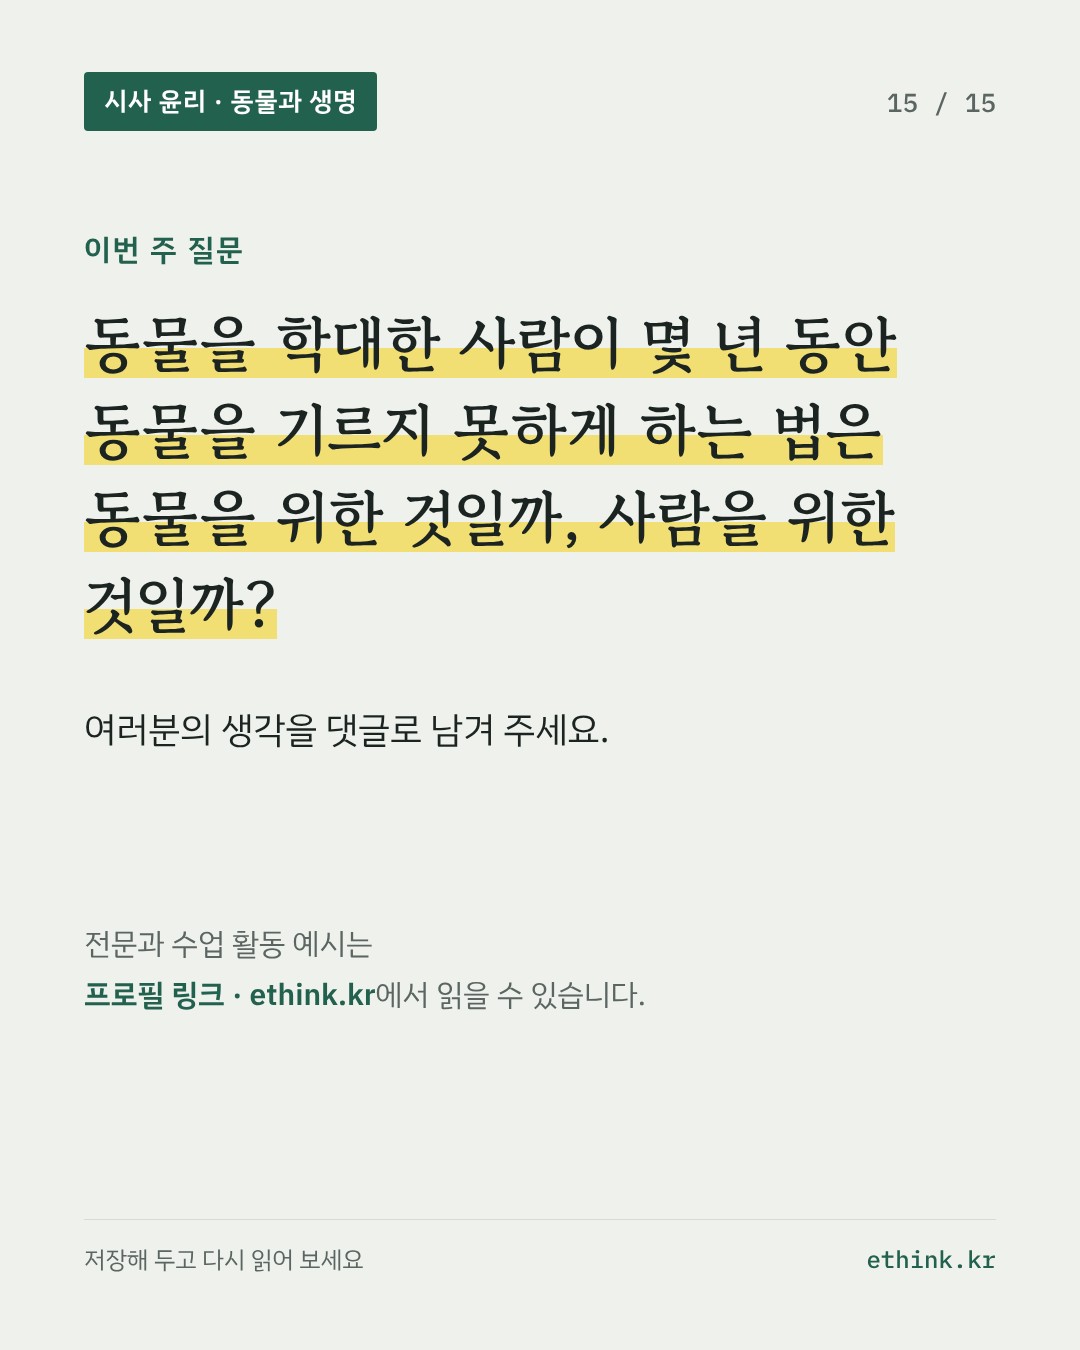 시사 윤리 · 동물과 생명
15 / 15
이번 주 질문
동물을 학대한 사람이 몇 년 동안
동물을 기르지 못하게 하는 법은
동물을 위한 것일까, 사람을 위한
것일까?
여러분의 생각을 댓글로 남겨 주세요.
전문과 수업 활동 예시는
프로필 링크 · ethink.kr에서 읽을 수 있습니다.
저장해 두고 다시 읽어 보세요
ethink.kr